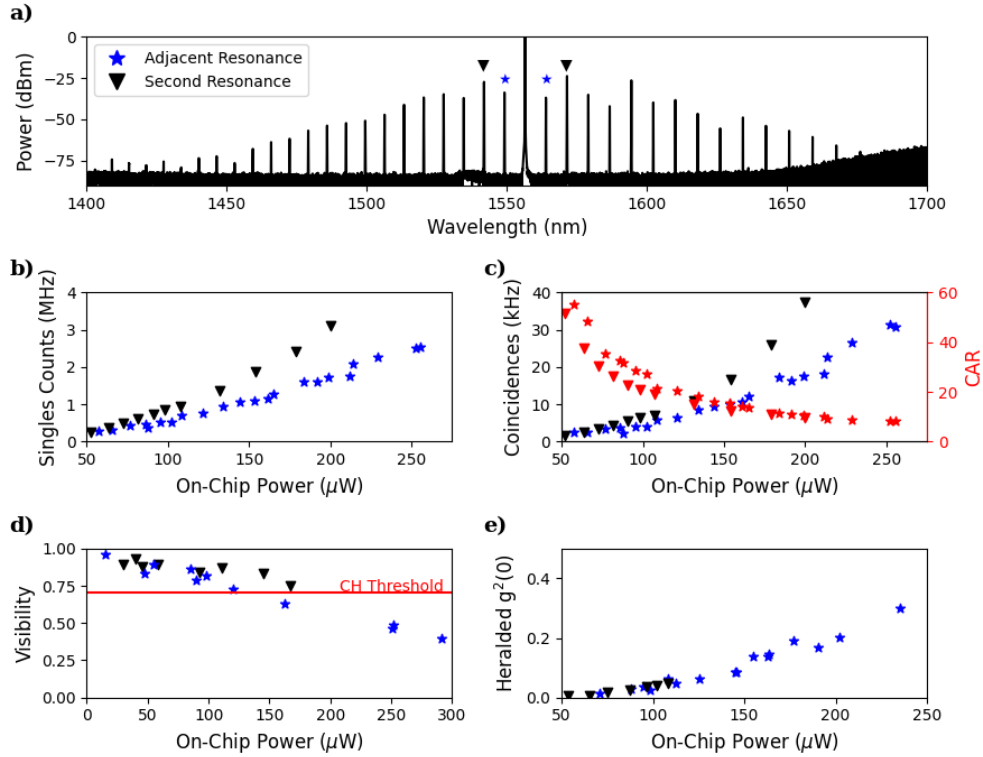 a)
Power (dBm)
0
−25
−50
−75
Adjacent Resonance
Second Resonance
1400 1450 1500 1550 1600 1650 1700
Wavelength (nm)
b)
Singles Counts (MHz)
4
3
2
1
0
50 100 150 200 250
On-Chip Power (μW)
c)
Coincidences (kHz)
40
30
20
10
0
60
40
20
0
CAR
50 100 150 200 250
On-Chip Power (μW)
d)
Visibility
1.00
0.75
0.50
0.25
0.00
CH Threshold
0 50 100 150 200 250 300
On-Chip Power (μW)
e)
Heralded g²(0)
0.4
0.2
0.0
50 100 150 200 250
On-Chip Power (μW)